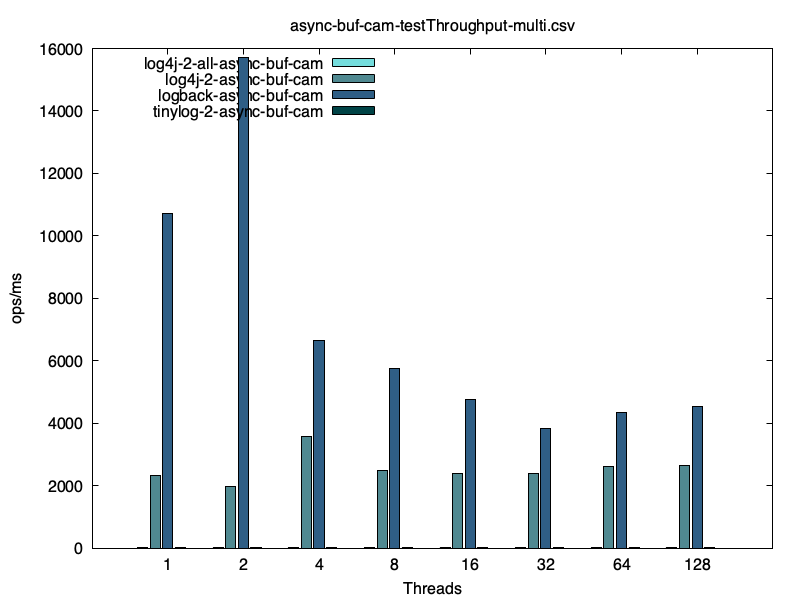 async-buf-cam-testThroughput-multi.csv
16000
14000
12000
10000
8000
6000
4000
2000
0
ops/ms
log4j-2-all-async-buf-cam
log4j-2-async-buf-cam
logback-async-buf-cam
tinylog-2-async-buf-cam
1 2 4 8 16 32 64 128
Threads